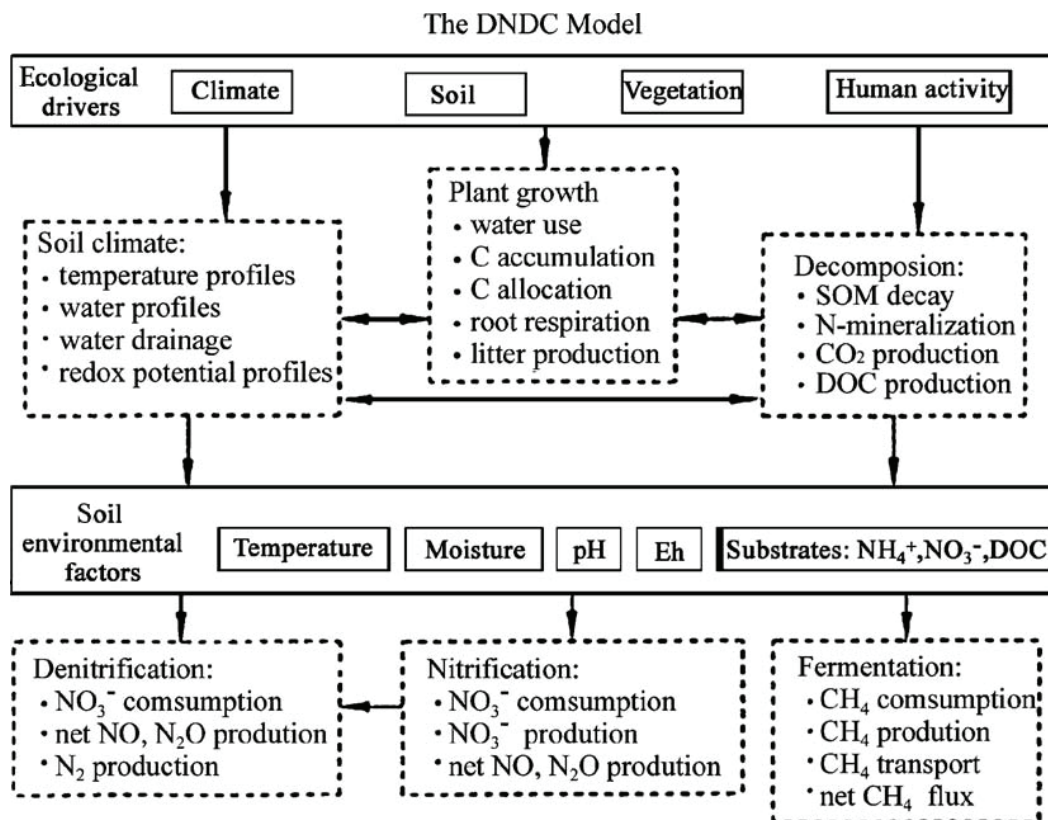 The DNDC Model
Ecological
drivers
Climate
Soil
Vegetation
Human activity
Plant growth
• water use
• C accumulation
• C allocation
• root respiration
• litter production
Soil climate:
• temperature profiles
• water profiles
• water drainage
• redox potential profiles
Decomposion:
• SOM decay
• N-mineralization
• CO₂ production
• DOC production
Soil
environmental
factors
Temperature
Moisture
pH
Eh
Substrates: NH₄⁺,NO₃⁻,DOC
Denitrification:
• NO₃⁻ comsumption
• net NO, N₂O prodution
• N₂ production
Nitrification:
• NO₃⁻ comsumption
• NO₃⁻ prodution
• net NO, N₂O prodution
Fermentation:
• CH₄ comsumption
• CH₄ prodution
• CH₄ transport
• net CH₄ flux